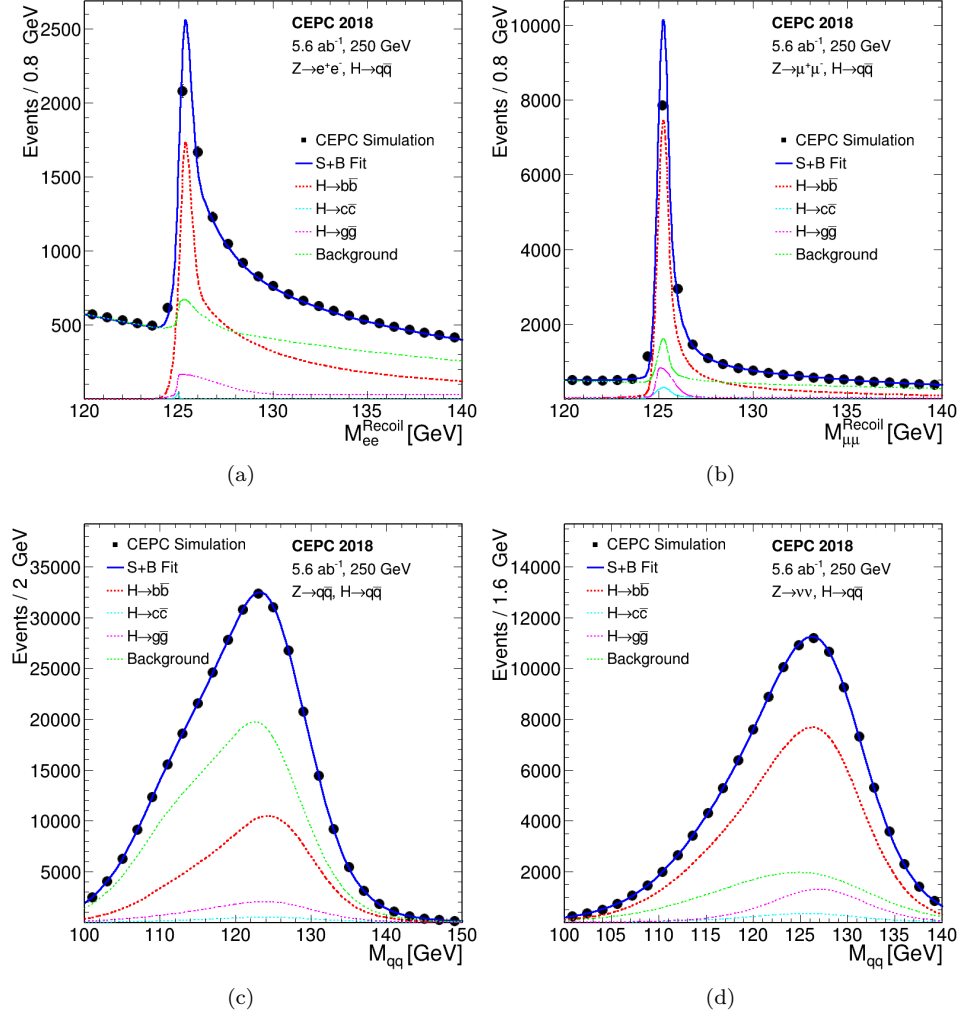 CEPC 2018
5.6 ab⁻¹, 250 GeV
Z→e⁺e⁻, H→qq̄
CEPC Simulation
S+B Fit
H→bb̄
H→cc̄
H→gḡ
Background
Events / 0.8 GeV
2500
2000
1500
1000
500
120 125 130 135 140
M_ee^Recoil [GeV]
(a)
CEPC 2018
5.6 ab⁻¹, 250 GeV
Z→μ⁺μ⁻, H→qq̄
CEPC Simulation
S+B Fit
H→bb̄
H→cc̄
H→gḡ
Background
Events / 0.8 GeV
10000
8000
6000
4000
2000
120 125 130 135 140
M_μμ^Recoil [GeV]
(b)
CEPC Simulation
S+B Fit
H→bb̄
H→cc̄
H→gḡ
Background
CEPC 2018
5.6 ab⁻¹, 250 GeV
Z→qq̄, H→qq̄
Events / 2 GeV
35000
30000
25000
20000
15000
10000
5000
100 110 120 130 140 150
M_qq [GeV]
(c)
CEPC Simulation
S+B Fit
H→bb̄
H→cc̄
H→gḡ
Background
CEPC 2018
5.6 ab⁻¹, 250 GeV
Z→νν, H→qq̄
Events / 1.6 GeV
14000
12000
10000
8000
6000
4000
2000
100 105 110 115 120 125 130 135 140
M_qq [GeV]
(d)